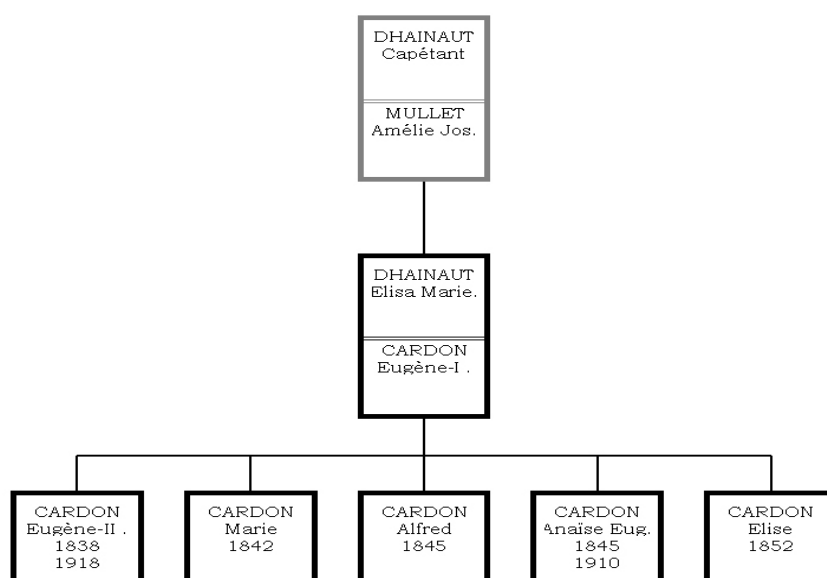 DHAINAUT
Capétant
MULLET
Amélie Jos.
DHAINAUT
Elisa Marie.
CARDON
Eugène-I .
CARDON
Eugène-II .
1838
1918
CARDON
Marie
1842
CARDON
Alfred
1845
CARDON
Anaïse Eug.
1845
1910
CARDON
Elise
1852